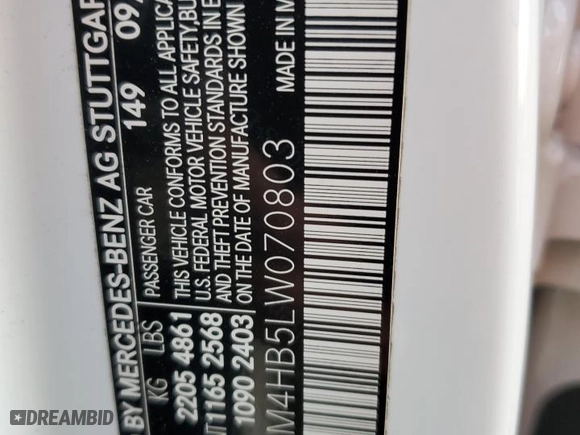 BY MERCEDES-BENZ AG STUTTGAR
149 09
KG LBS PASSENGER CAR
2205 4861 THIS VEHICLE CONFORMS TO ALL APPLICA
1165 2568 U.S. FEDERAL MOTOR VEHICLE SAFETY, BU
1090 2403 AND THEFT PREVENTION STANDARDS IN E
ON THE DATE OF MANUFACTURE SHOWN
M4HB5LW070803 MADE IN
DREAMBID